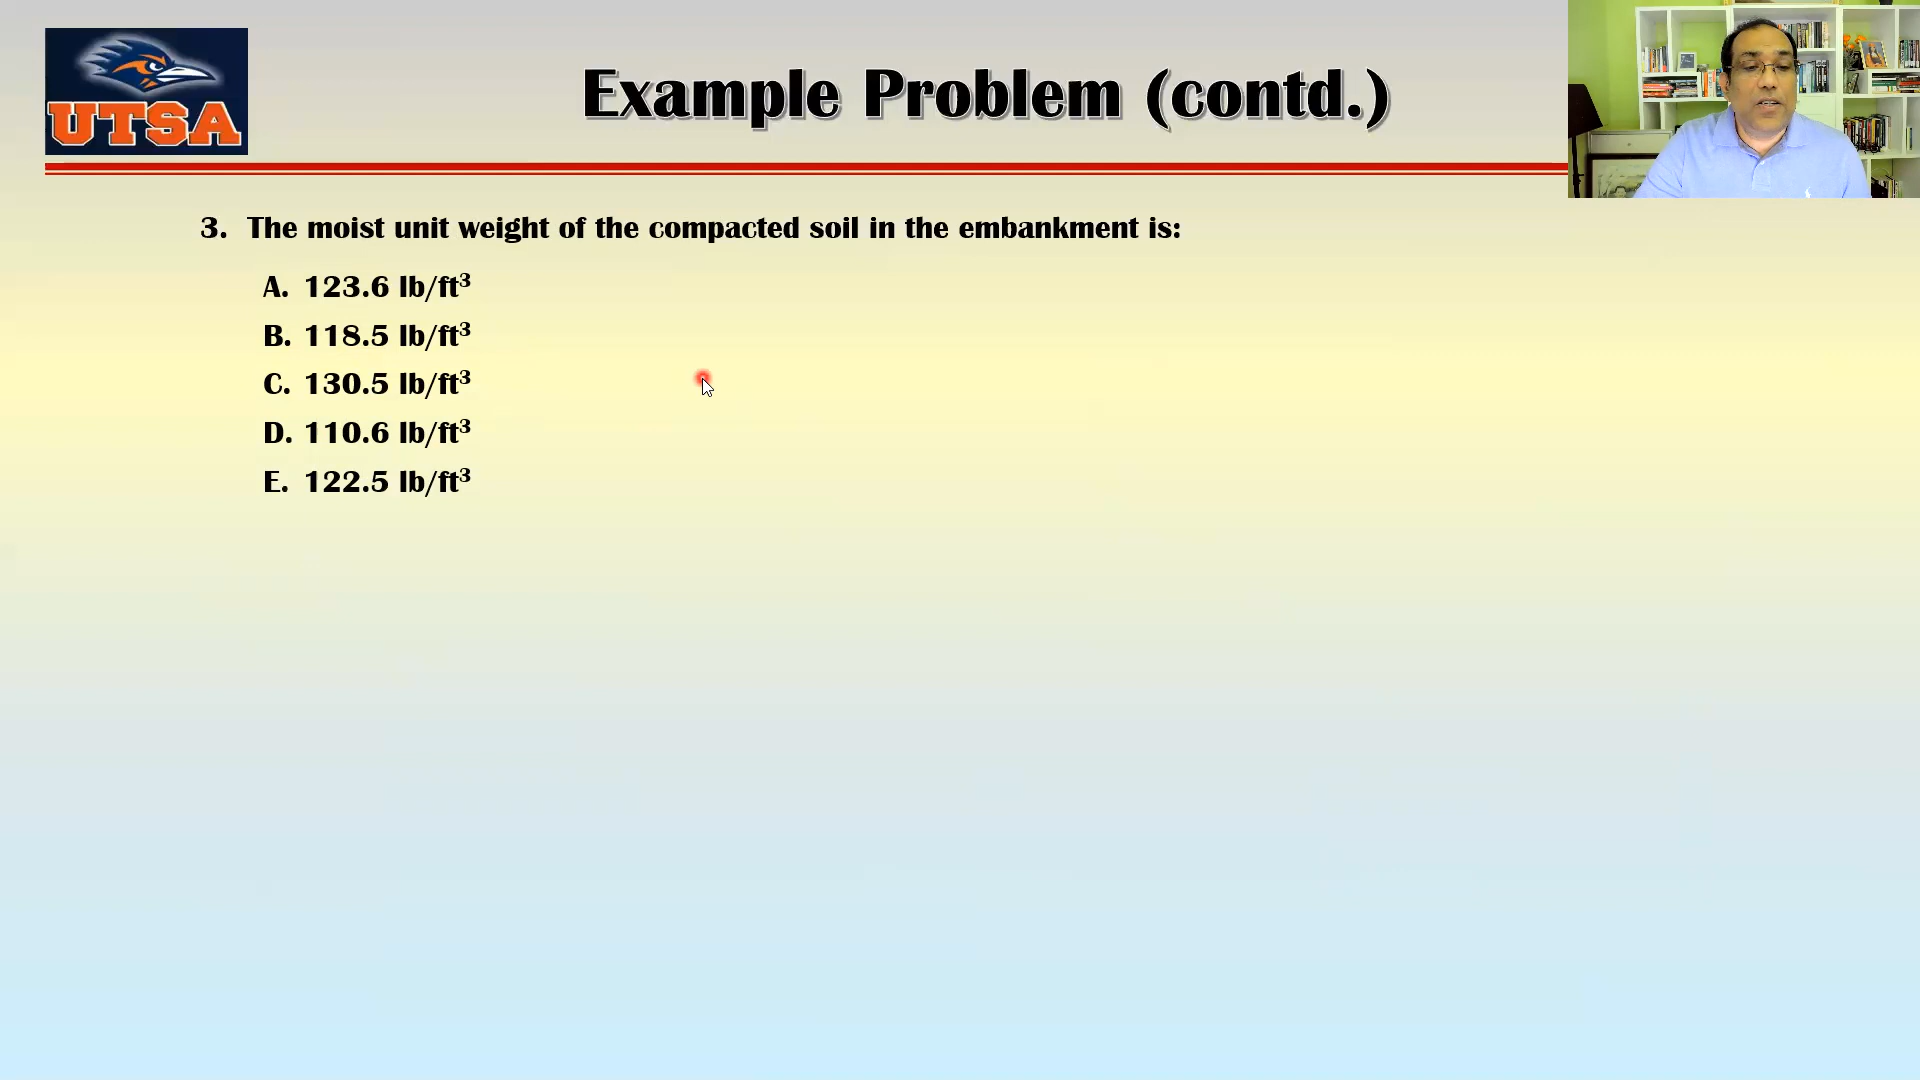 UTSA
Example Problem (contd.)
3. The moist unit weight of the compacted soil in the embankment is:
A. 123.6 lb/ft³
B. 118.5 lb/ft³
C. 130.5 lb/ft³
D. 110.6 lb/ft³
E. 122.5 lb/ft³